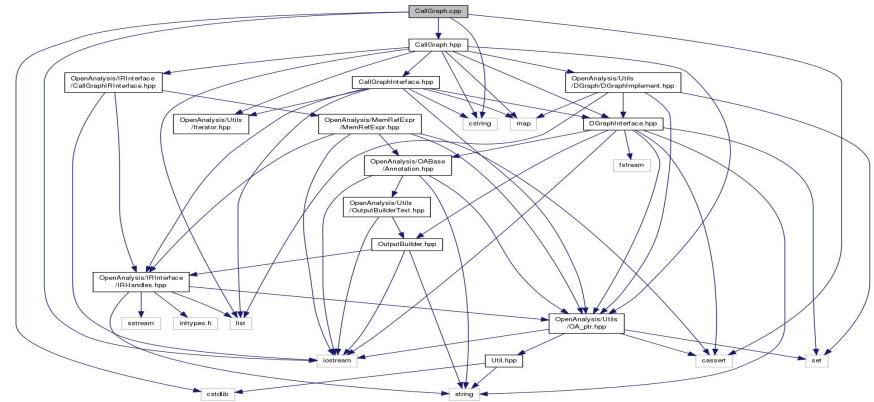 CallGraph.cpp
CallGraph.hpp
OpenAnalysis/IRInterface
/CallGraphIRInterface.hpp
CallGraphInterface.hpp
OpenAnalysis/Utils
/DGraph/DGraphImplement.hpp
OpenAnalysis/Utils
/Iterator.hpp
OpenAnalysis/MemRefExpr
/MemRefExpr.hpp
cstring
map
DGraphInterface.hpp
OpenAnalysis/OABase
/Annotation.hpp
fstream
OpenAnalysis/Utils
/OutputBuilderText.hpp
OutputBuilder.hpp
OpenAnalysis/IRInterface
/IRHandles.hpp
sstream
inttypes.h
list
OpenAnalysis/Utils
/OA_ptr.hpp
iostream
Util.hpp
cassert
set
cstdlib
string